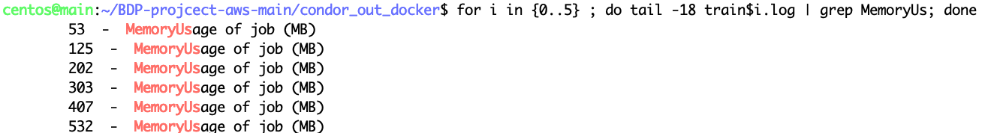 centos@main:~/BDP-projcect-aws-main/condor_out_docker$ for i in {0..5} ; do tail -18 train$i.log | grep MemoryUs; done
53 - MemoryUsage of job (MB)
125 - MemoryUsage of job (MB)
202 - MemoryUsage of job (MB)
303 - MemoryUsage of job (MB)
407 - MemoryUsage of job (MB)
532 - MemoryUsage of job (MB)